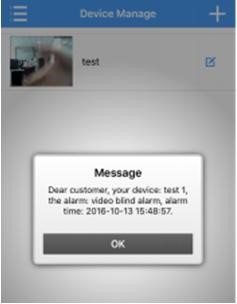 Device Manage
test
Message
Dear customer, your device: test 1,
the alarm: video blind alarm, alarm
time: 2016-10-13 15:48:57.
OK